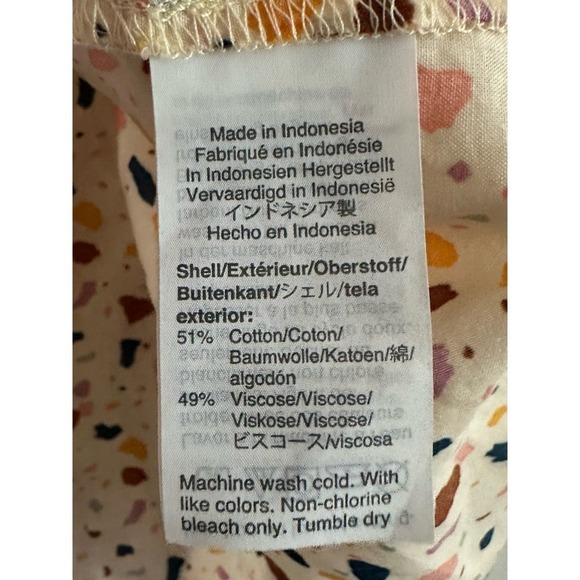 Made in Indonesia
Fabriqué en Indonésie
In Indonesien Hergestellt
Vervaardigd in Indonesië
インドネシア製
Hecho en Indonesia
Shell/Extérieur/Oberstoff/
Buitenkant/シェル/tela
exterior:
51% Cotton/Coton/
Baumwolle/Katoen/綿/
algodón
49% Viscose/Viscose/
Viskose/Viscose/
ビスコース/viscosa
Machine wash cold. With
like colors. Non-chlorine
bleach only. Tumble dry